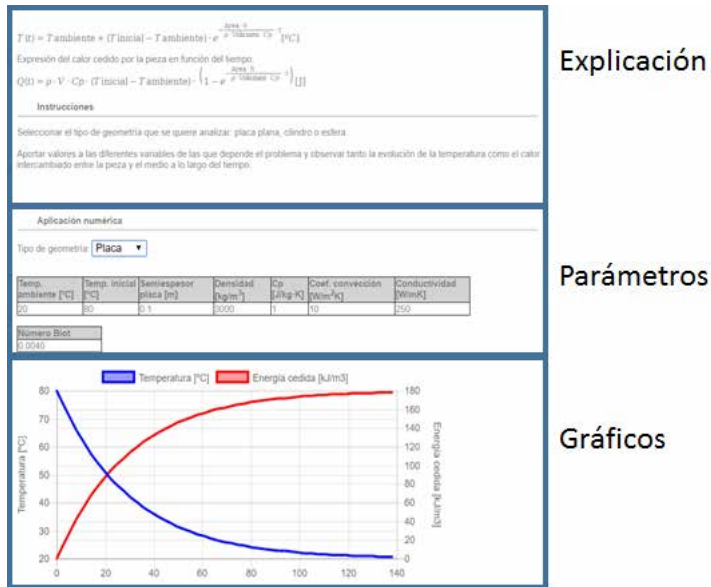 T(t) = Tambiente + (Tinicial − Tambiente) · e^(− Area · h / ρ · Volumen · Cp · t) [ºC]
Expresión del calor cedido por la pieza en función del tiempo:
Q(t) = ρ · V · Cp · (Tinicial − Tambiente) · (1 − e^(− Area · h / ρ · Volumen · Cp · t)) [J]
Instrucciones
Seleccionar el tipo de geometría que se quiere analizar: placa plana, cilindro o esfera.
Aportar valores a las diferentes variables de las que depende el problema y observar tanto la evolución de la temperatura como el calor
intercambiado entre la pieza y el medio a lo largo del tiempo.
Explicación
Aplicación numérica
Tipo de geometría: Placa
Temp. ambiente [ºC] Temp. inicial [ºC] Semiespesor placa [m] Densidad [kg/m³] Cp [J/kg·K] Coef. convección [W/m²K] Conductividad [W/mK]
20 80 0.1 3000 1 10 250
Número Biot
0.0040
Parámetros
Temperatura [ºC] Energía cedida [kJ/m3]
80 70 60 50 40 30 20
Temperatura [ºC]
180 160 140 120 100 80 60 40 20 0
Energía cedida [kJ/m3]
0 20 40 60 80 100 120 140
Gráficos